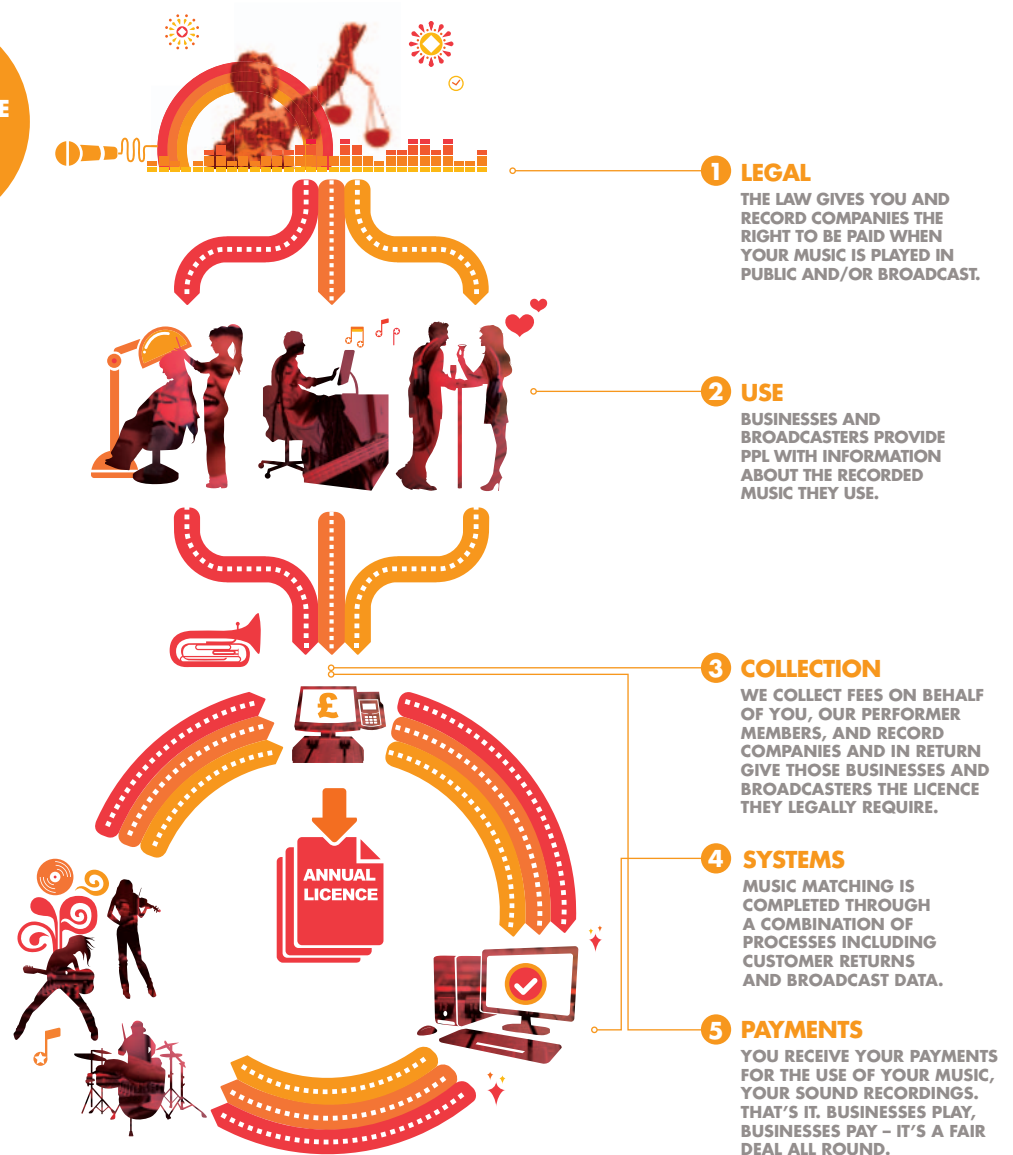 E
1 LEGAL
THE LAW GIVES YOU AND
RECORD COMPANIES THE
RIGHT TO BE PAID WHEN
YOUR MUSIC IS PLAYED IN
PUBLIC AND/OR BROADCAST.
2 USE
BUSINESSES AND
BROADCASTERS PROVIDE
PPL WITH INFORMATION
ABOUT THE RECORDED
MUSIC THEY USE.
3 COLLECTION
WE COLLECT FEES ON BEHALF
OF YOU, OUR PERFORMER
MEMBERS, AND RECORD
COMPANIES AND IN RETURN
GIVE THOSE BUSINESSES AND
BROADCASTERS THE LICENCE
THEY LEGALLY REQUIRE.
£
ANNUAL
LICENCE
4 SYSTEMS
MUSIC MATCHING IS
COMPLETED THROUGH
A COMBINATION OF
PROCESSES INCLUDING
CUSTOMER RETURNS
AND BROADCAST DATA.
5 PAYMENTS
YOU RECEIVE YOUR PAYMENTS
FOR THE USE OF YOUR MUSIC,
YOUR SOUND RECORDINGS.
THAT'S IT. BUSINESSES PLAY,
BUSINESSES PAY – IT'S A FAIR
DEAL ALL ROUND.